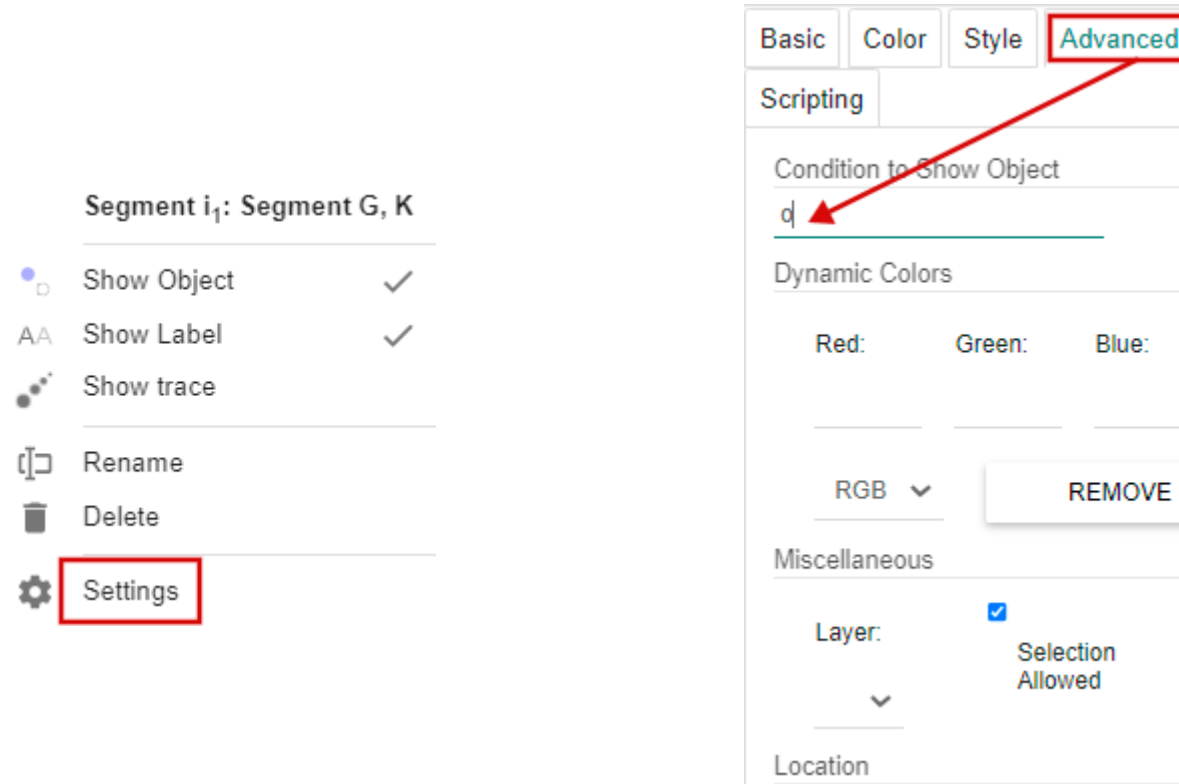 Segment i₁: Segment G, K
Show Object
AA Show Label
Show trace
Rename
Delete
Settings
Basic Color Style Advanced
Scripting
Condition to Show Object
o
Dynamic Colors
Red: Green: Blue:
RGB REMOVE
Miscellaneous
Layer:
Selection
Allowed
Location